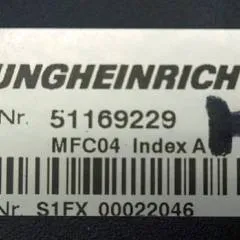 UNGHEINRICH
Nr. 51169229
MFC04 Index A
Nr. S1FX 00022046